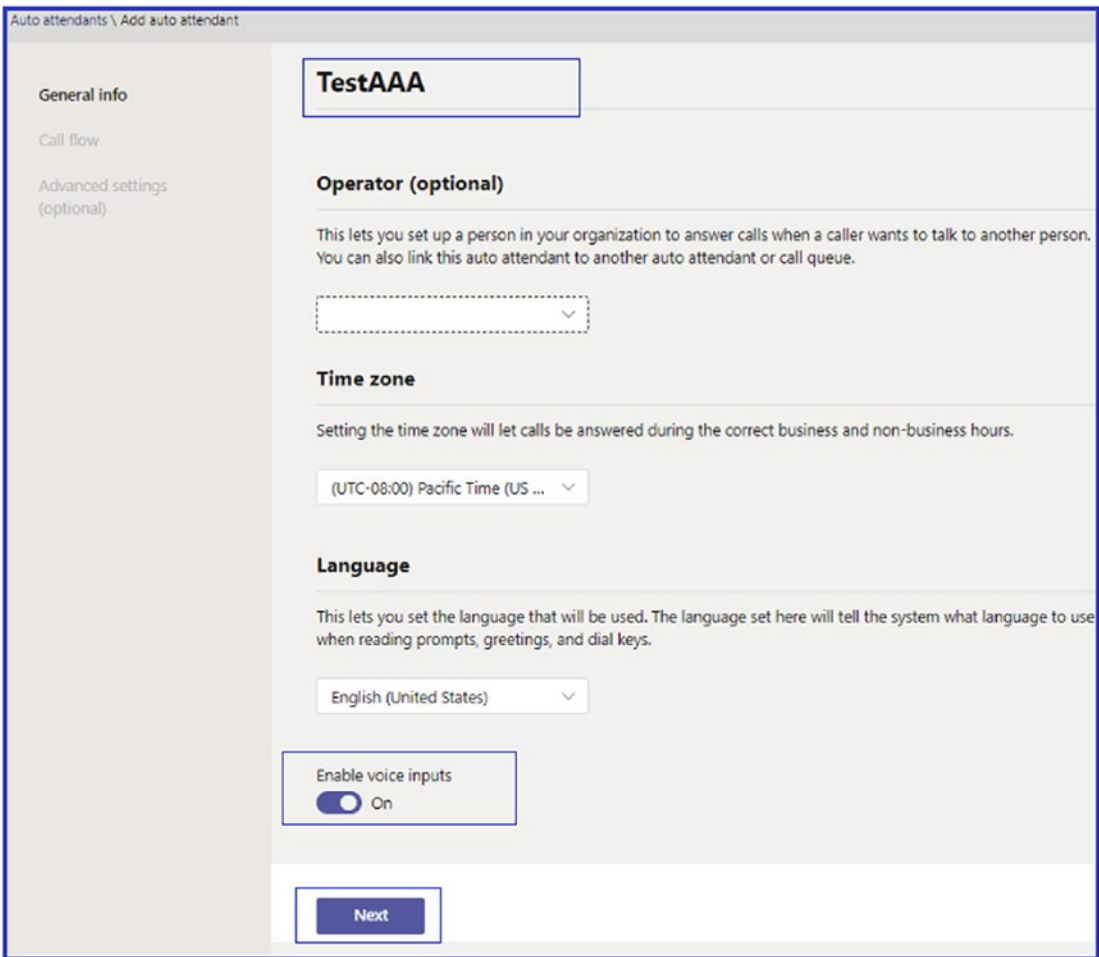 Auto attendants \ Add auto attendant
General info
Call flow
Advanced settings
(optional)
TestAAA
Operator (optional)
This lets you set up a person in your organization to answer calls when a caller wants to talk to another person.
You can also link this auto attendant to another auto attendant or call queue.
Time zone
Setting the time zone will let calls be answered during the correct business and non-business hours.
(UTC-08:00) Pacific Time (US ...
Language
This lets you set the language that will be used. The language set here will tell the system what language to use
when reading prompts, greetings, and dial keys.
English (United States)
Enable voice inputs
On
Next